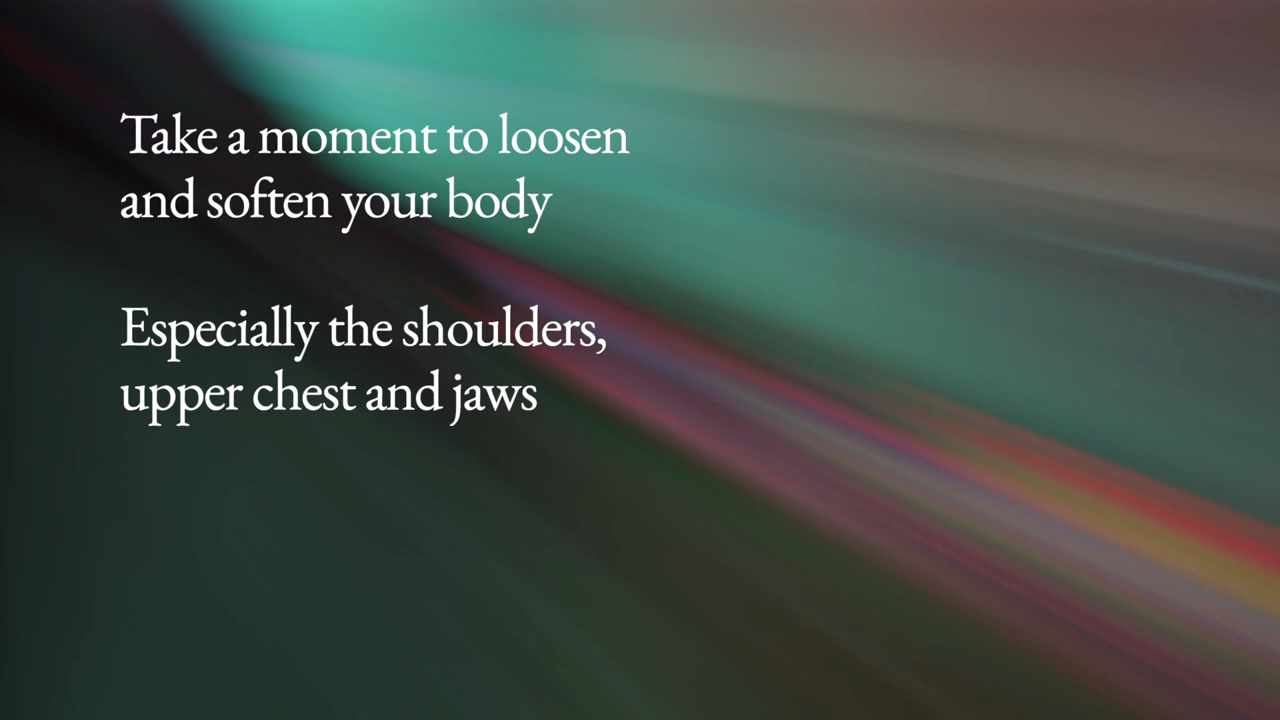 Take a moment to loosen
and soften your body
Especially the shoulders,
upper chest and jaws